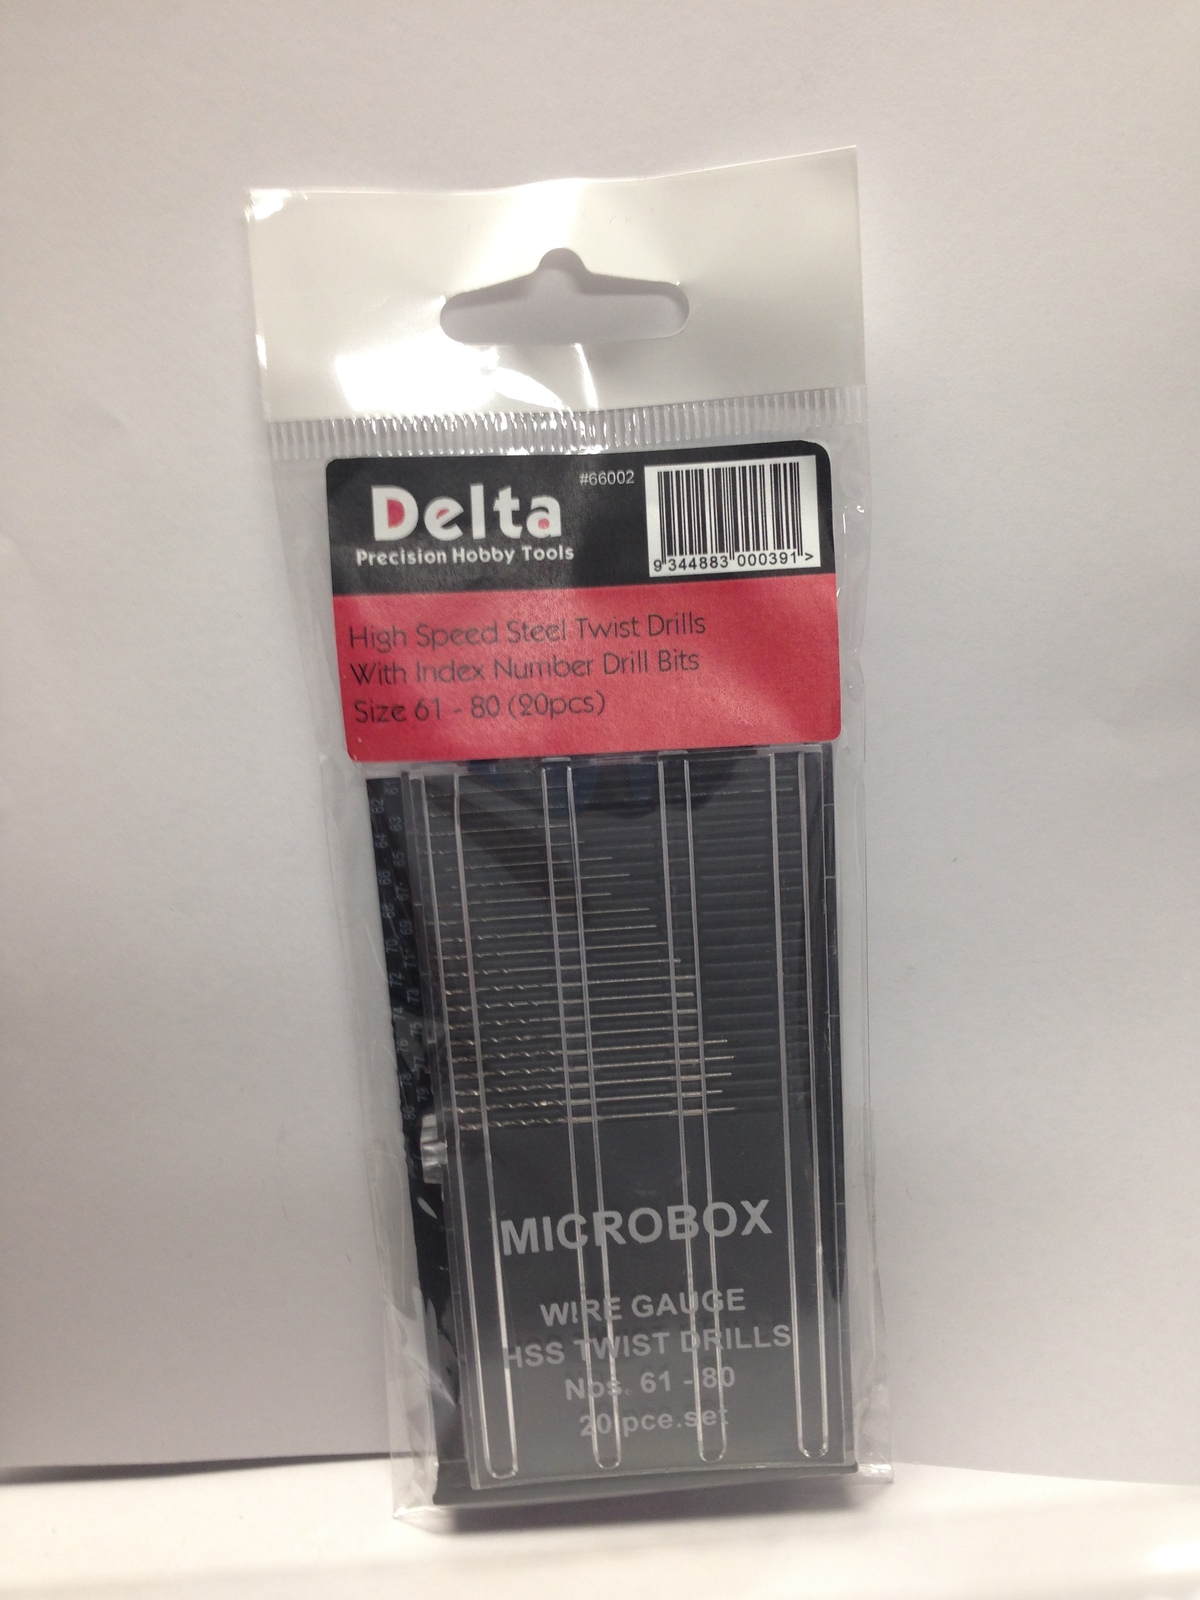 Delta
#66002
Precision Hobby Tools
9 344883 000391 >
High Speed Steel Twist Drills
With Index Number Drill Bits
Size 61 - 80 (20pcs)
MICROBOX
WIRE GAUGE
HSS TWIST DRILLS
Nos. 61 - 80
20 pce.set